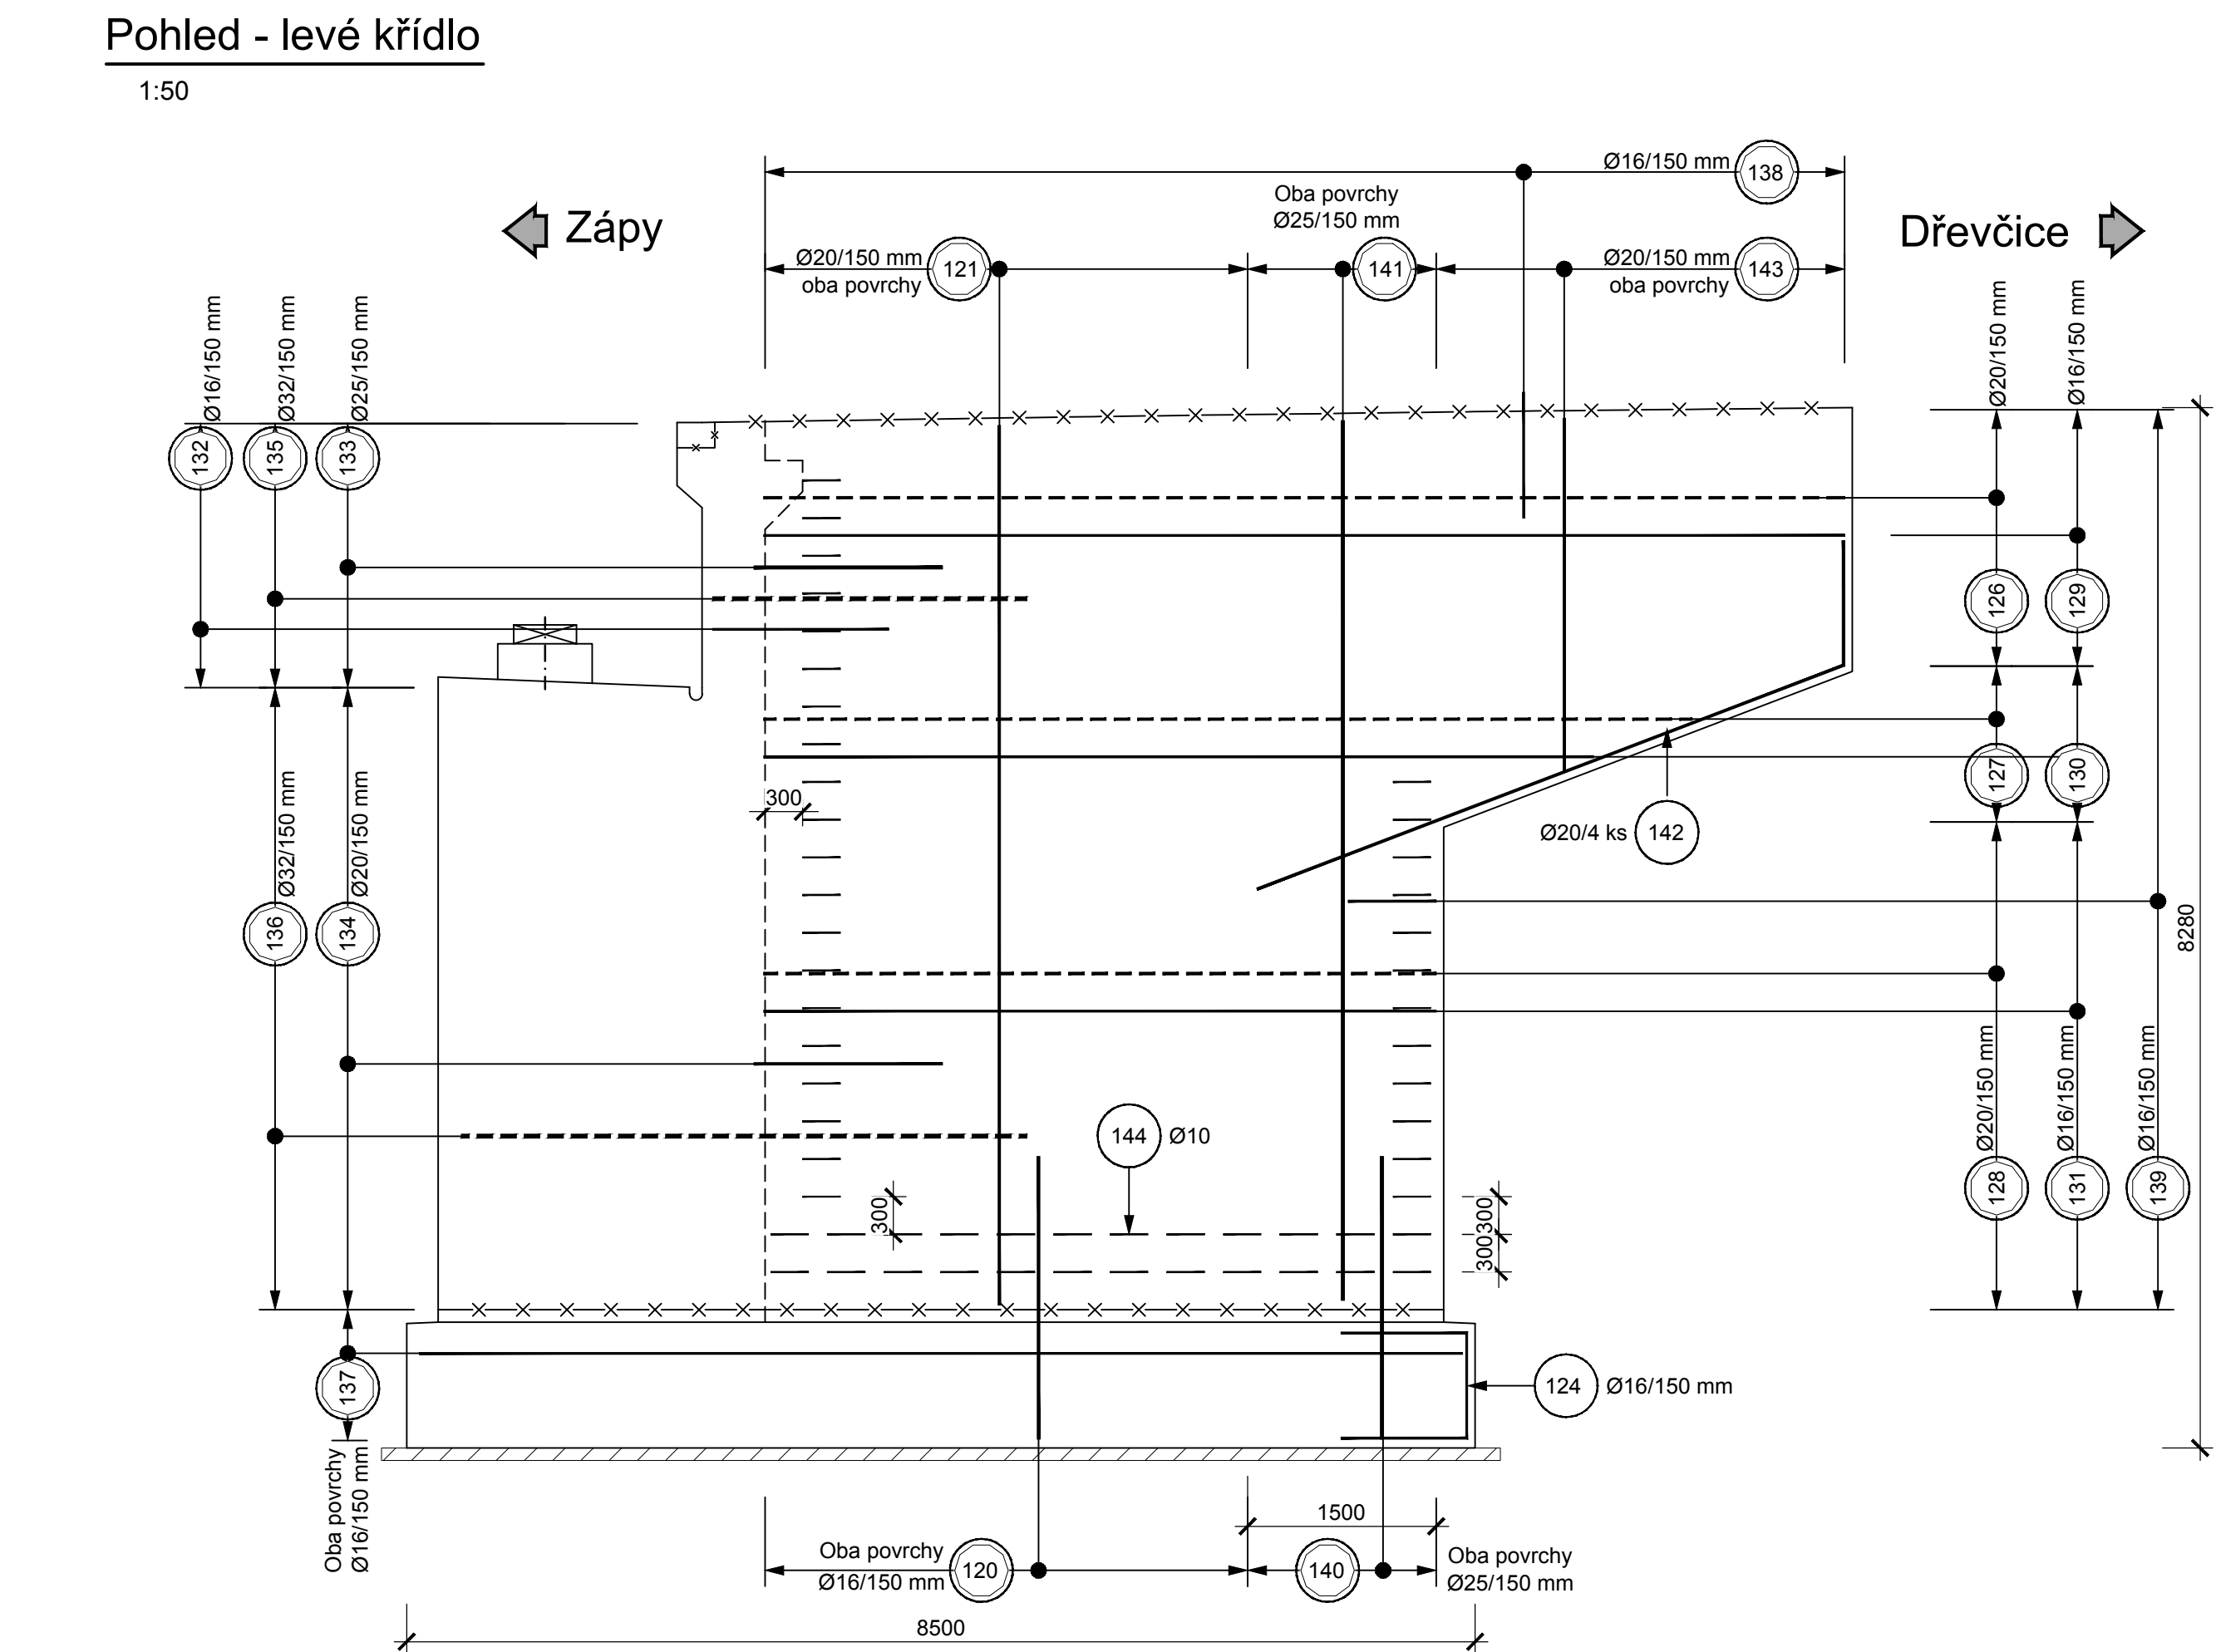 Pohled - levé křídlo
1:50
Ø16/150 mm
138
Oba povrchy
Ø25/150 mm
Zápy
Dřevčice
Ø20/150 mm
oba povrchy
121
141
Ø20/150 mm
oba povrchy
143
Ø16/150 mm
Ø32/150 mm
Ø25/150 mm
Ø20/150 mm
Ø16/150 mm
132
135
133
126
129
300
127
130
Ø20/4 ks
142
Ø32/150 mm
Ø20/150 mm
136
134
8280
Ø20/150 mm
Ø16/150 mm
Ø16/150 mm
144
Ø10
128
131
139
300
300
300
137
124
Ø16/150 mm
Oba povrchy
Ø16/150 mm
1500
Oba povrchy
Ø16/150 mm
120
140
Oba povrchy
Ø25/150 mm
8500